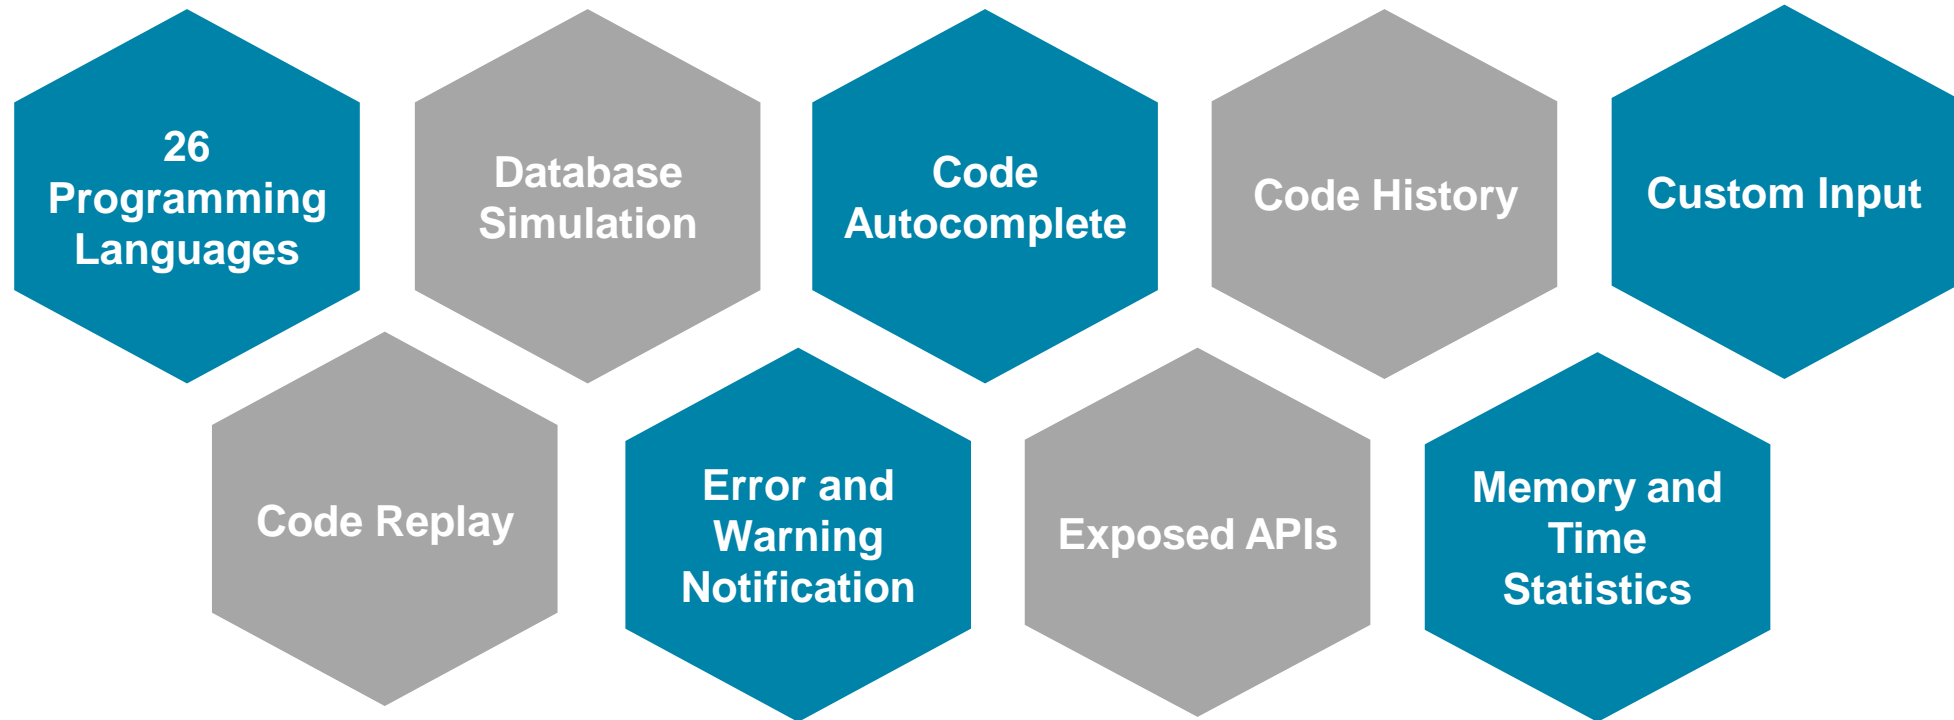 26
Programming
Languages
Database
Simulation
Code
Autocomplete
Code History
Custom Input
Code Replay
Error and
Warning
Notification
Exposed APIs
Memory and
Time
Statistics